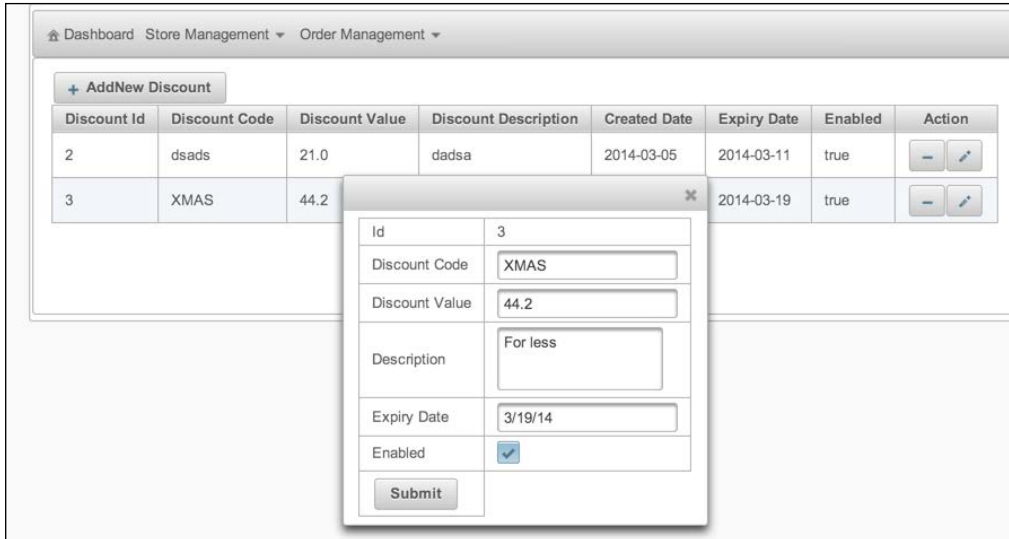 Dashboard Store Management Order Management
+ AddNew Discount
Discount Id Discount Code Discount Value Discount Description Created Date Expiry Date Enabled Action
2 dsads 21.0 dadsa 2014-03-05 2014-03-11 true
3 XMAS 44.2 2014-03-19 true
Id 3
Discount Code XMAS
Discount Value 44.2
Description For less
Expiry Date 3/19/14
Enabled
Submit